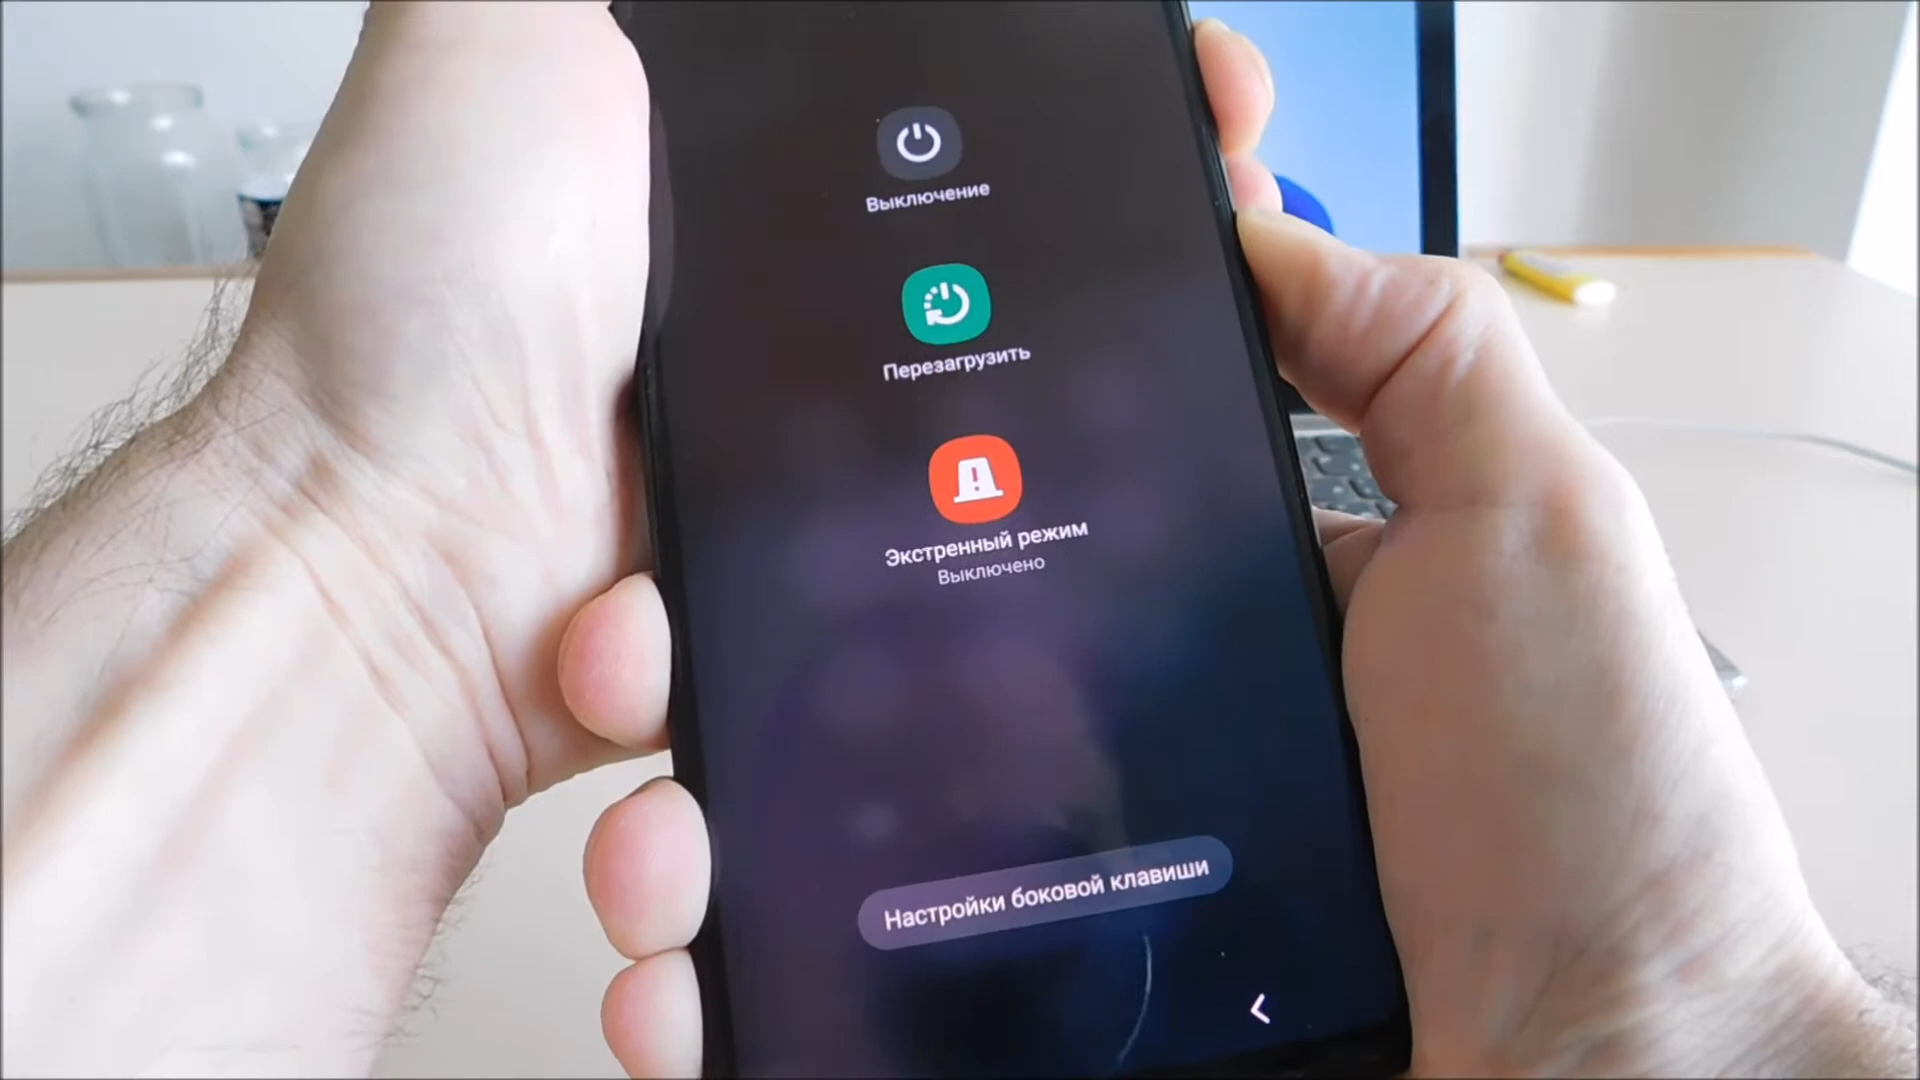 Выключение
Перезагрузить
Экстренный режим
Выключено
Настройки боковой клавиши